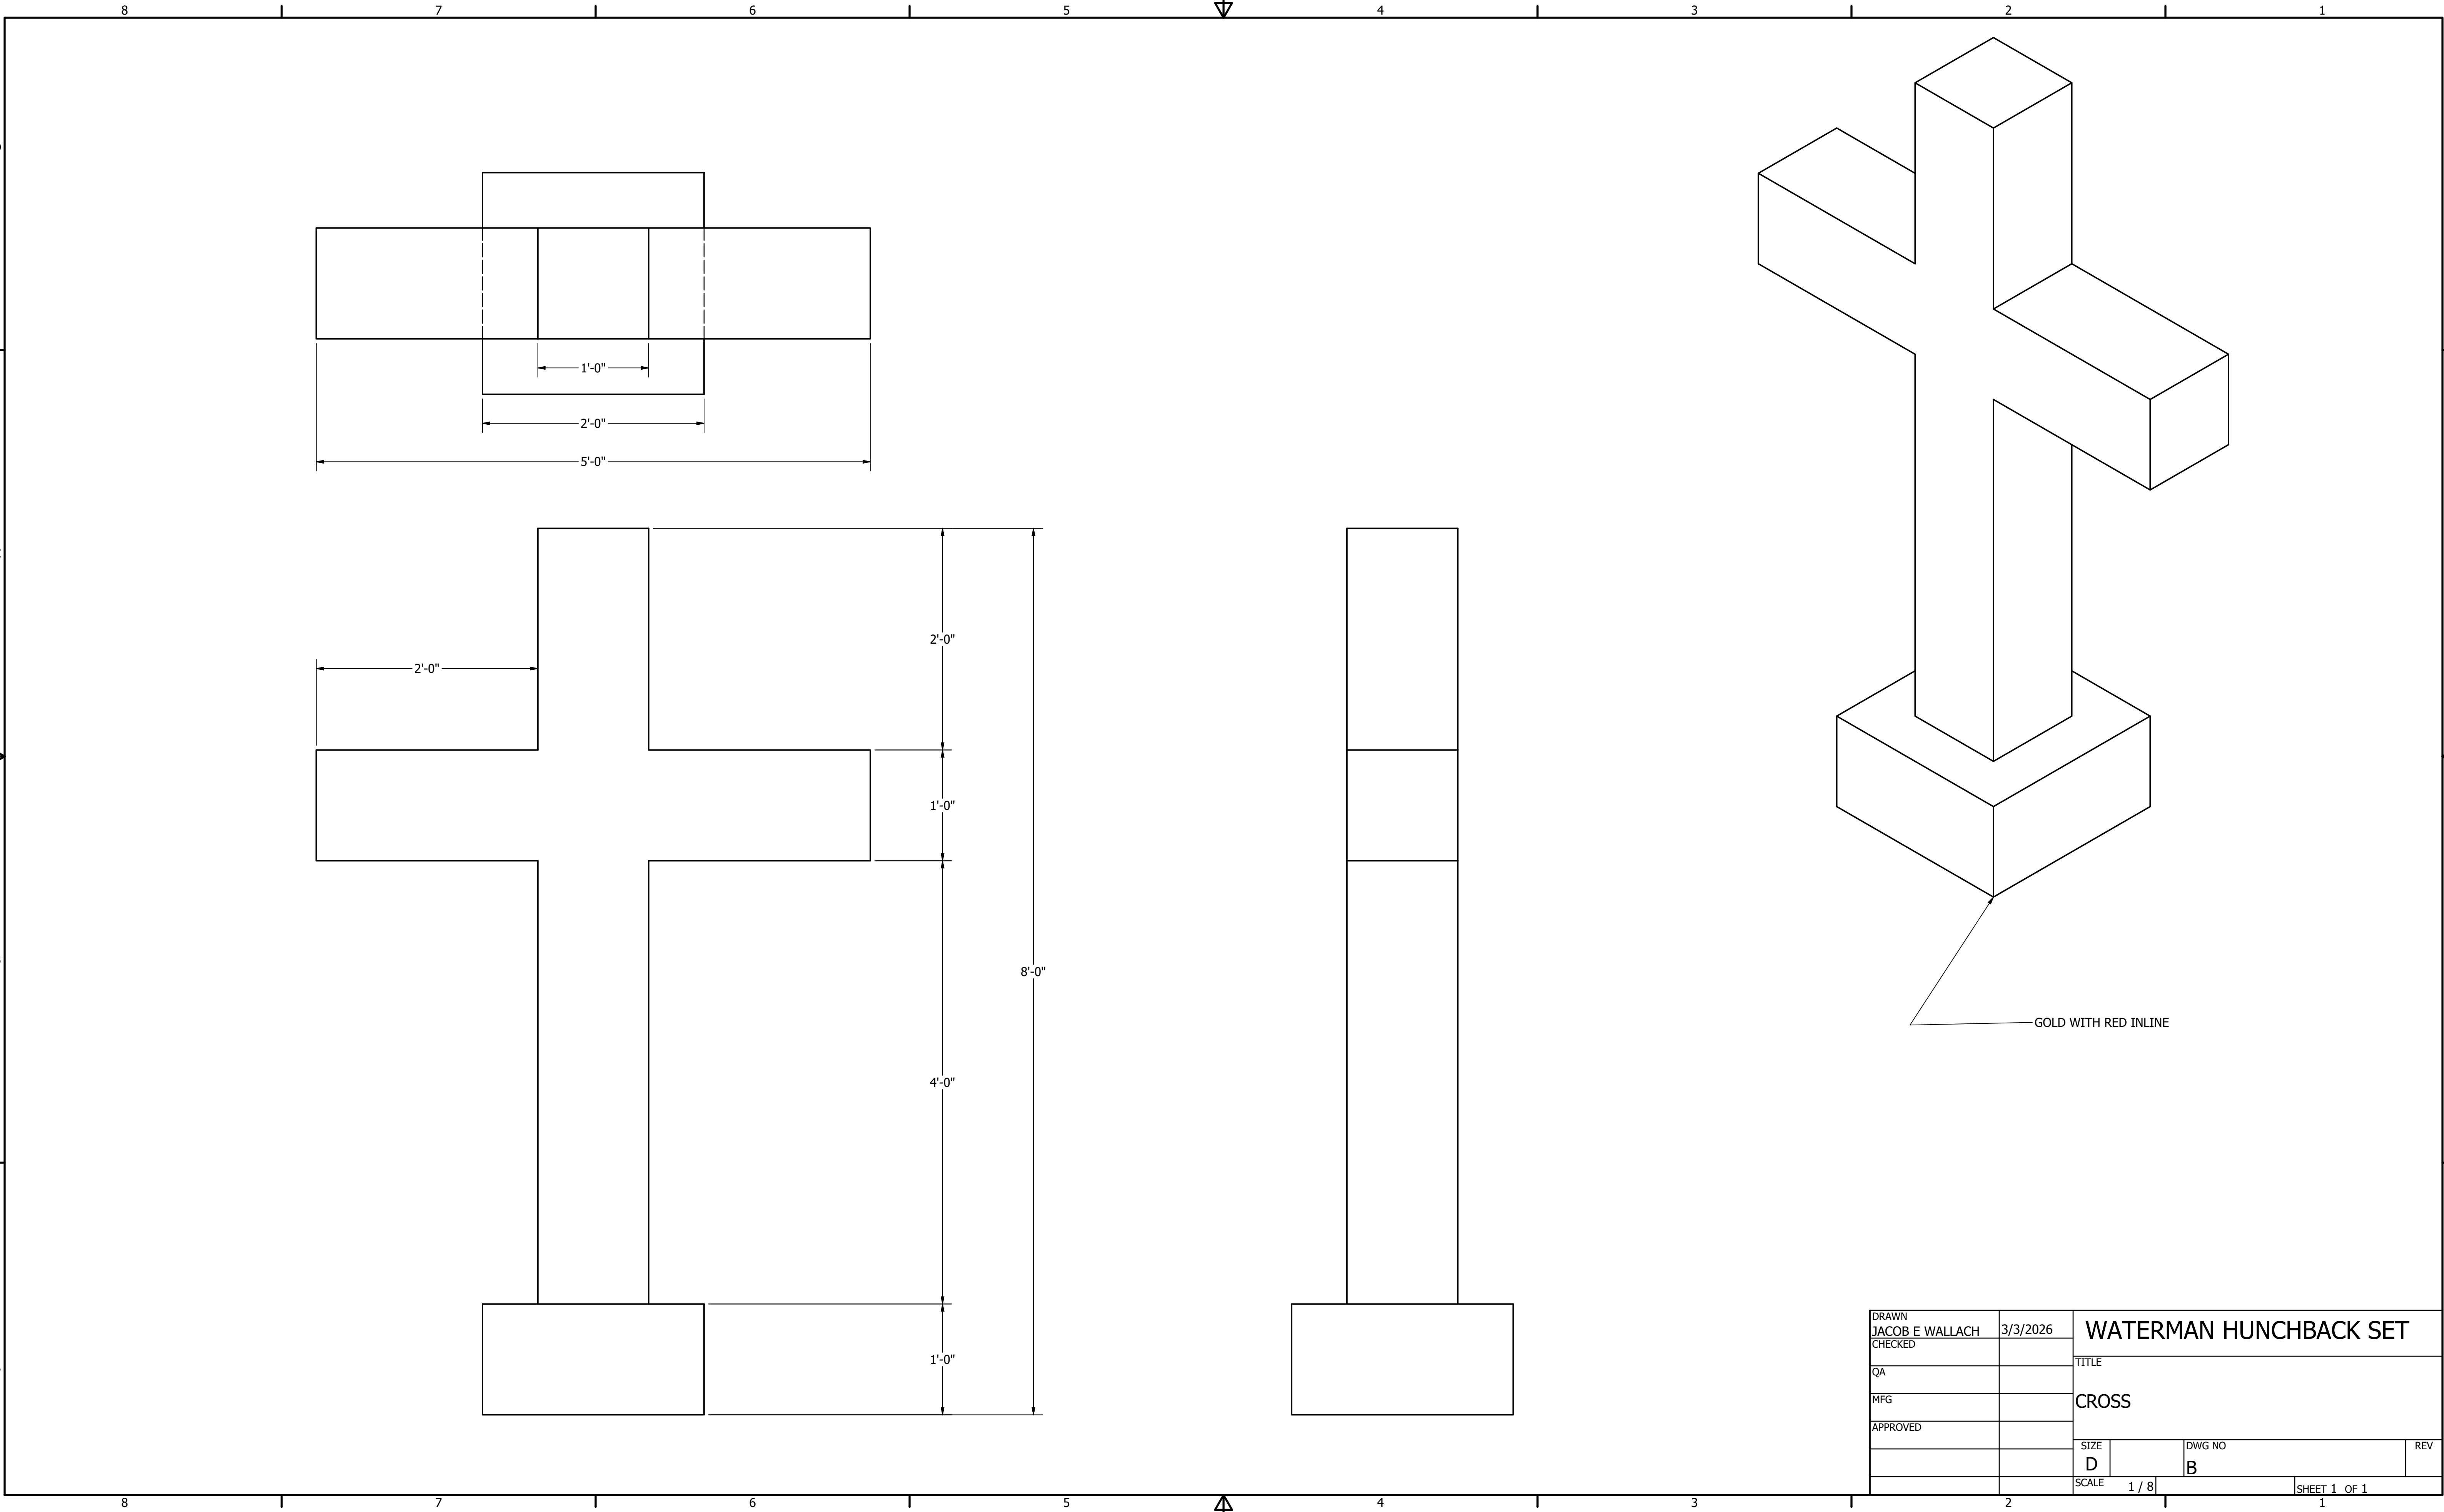 8 7 6 5 4 3 2 1
1'-0"
2'-0"
5'-0"
2'-0"
2'-0"
1'-0"
8'-0"
4'-0"
1'-0"
GOLD WITH RED INLINE
DRAWN
JACOB E WALLACH 3/3/2026
WATERMAN HUNCHBACK SET
CHECKED
TITLE
QA
MFG
CROSS
APPROVED
SIZE DWG NO REV
D B
SCALE 1 / 8 SHEET 1 OF 1
8 7 6 5 4 3 2 1